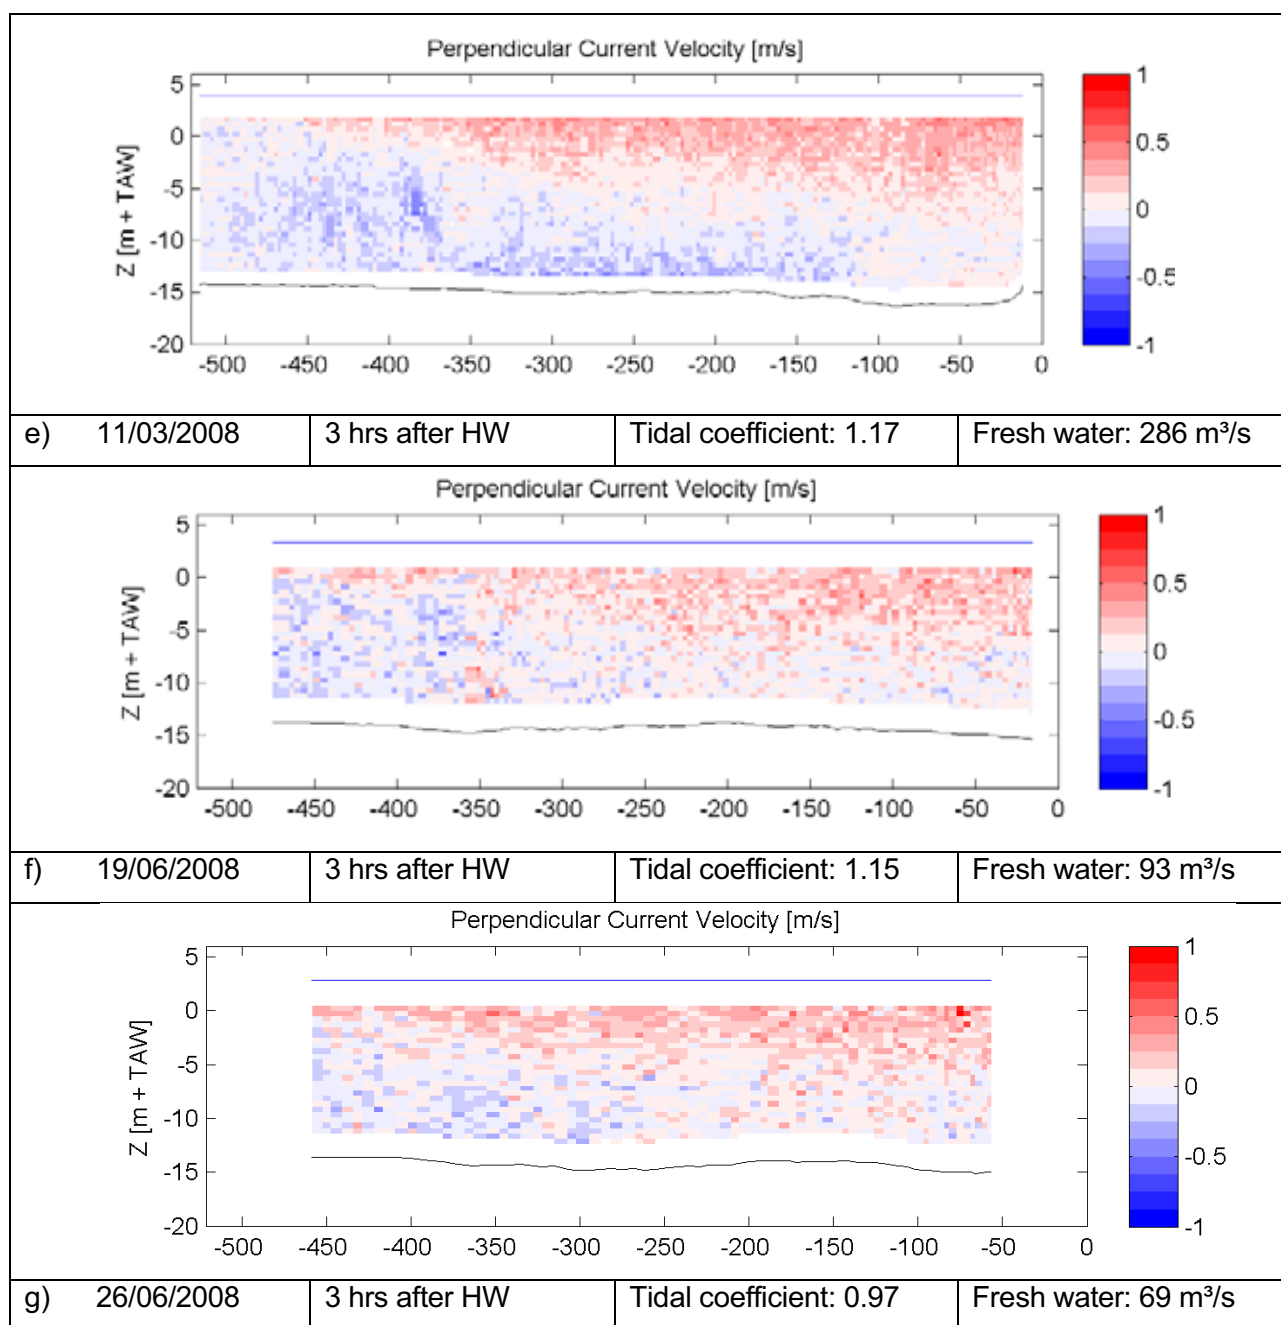 Perpendicular Current Velocity [m/s]
Z [m + TAW]
5
0
-5
-10
-15
-20
-500 -450 -400 -350 -300 -250 -200 -150 -100 -50 0
1
0.5
0
-0.5
-1
e) 11/03/2008 3 hrs after HW Tidal coefficient: 1.17 Fresh water: 286 m³/s
Perpendicular Current Velocity [m/s]
Z [m + TAW]
5
0
-5
-10
-15
-20
-500 -450 -400 -350 -300 -250 -200 -150 -100 -50 0
1
0.5
0
-0.5
-1
f) 19/06/2008 3 hrs after HW Tidal coefficient: 1.15 Fresh water: 93 m³/s
Perpendicular Current Velocity [m/s]
Z [m + TAW]
5
0
-5
-10
-15
-20
-500 -450 -400 -350 -300 -250 -200 -150 -100 -50 0
1
0.5
0
-0.5
-1
g) 26/06/2008 3 hrs after HW Tidal coefficient: 0.97 Fresh water: 69 m³/s